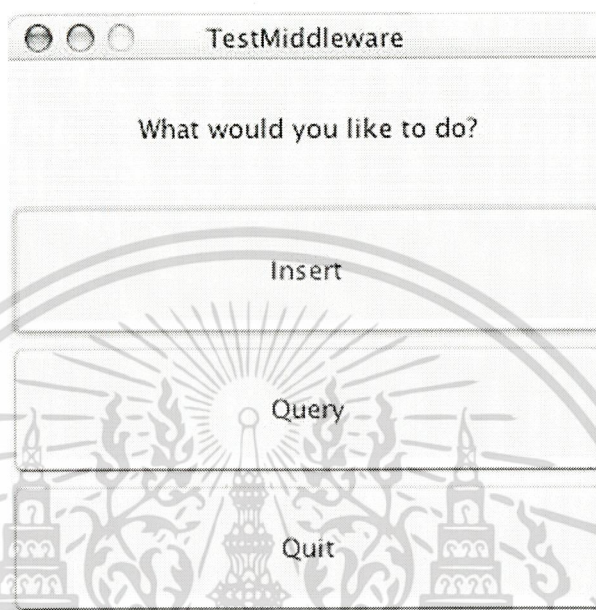 TestMiddleware
What would you like to do?
Insert
Query
Quit